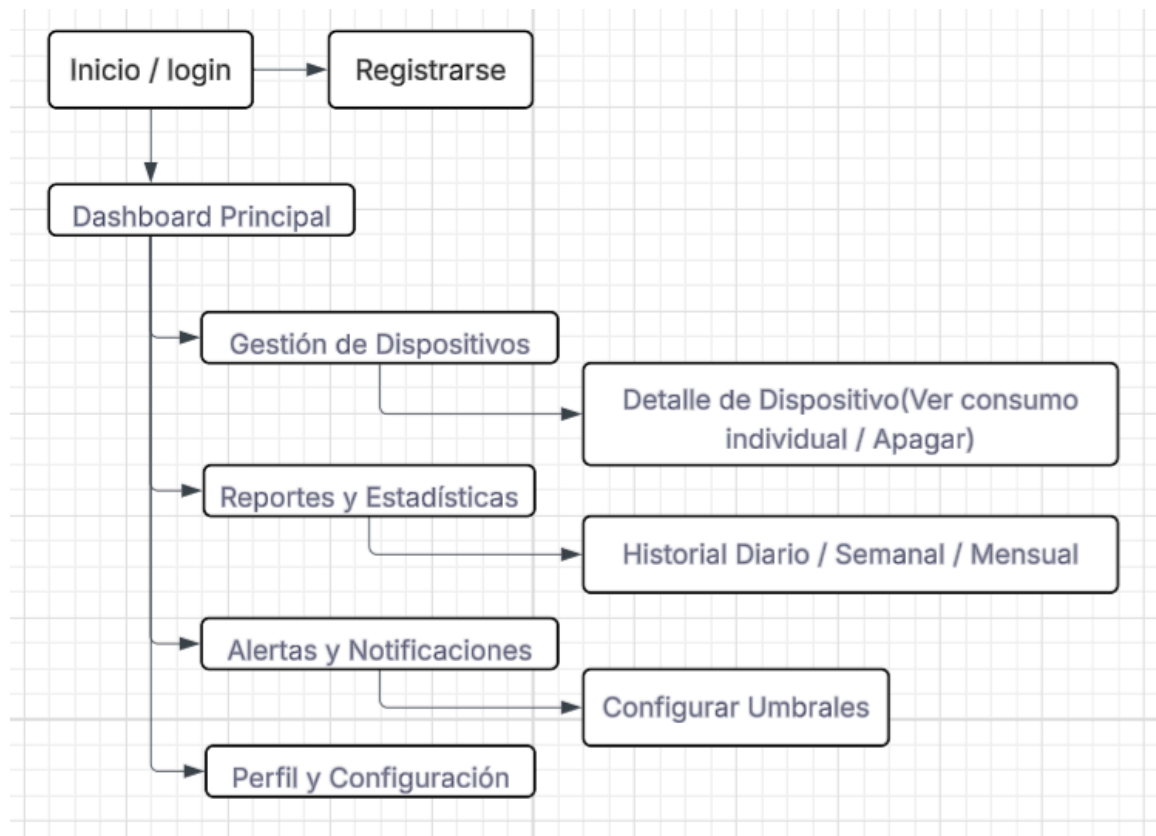 Inicio / login
Registrarse
Dashboard Principal
Gestión de Dispositivos
Detalle de Dispositivo(Ver consumo
individual / Apagar)
Reportes y Estadísticas
Historial Diario / Semanal / Mensual
Alertas y Notificaciones
Configurar Umbrales
Perfil y Configuración